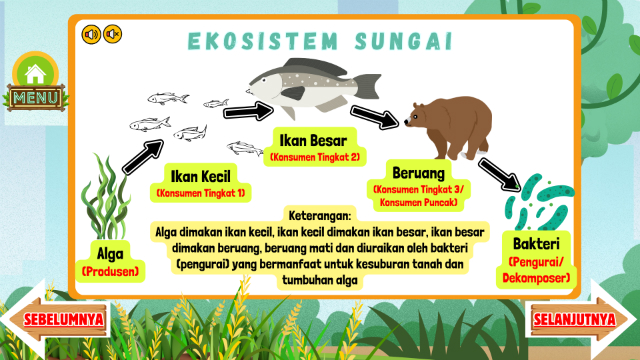 EKOSISTEM SUNGAI
MENU
Ikan Besar
(Konsumen Tingkat 2)
Ikan Kecil
(Konsumen Tingkat 1)
Beruang
(Konsumen Tingkat 3/
Konsumen Puncak)
Alga
(Produsen)
Keterangan:
Alga dimakan ikan kecil, ikan kecil dimakan ikan besar, ikan besar
dimakan beruang, beruang mati dan diuraikan oleh bakteri
(pengurai) yang bermanfaat untuk kesuburan tanah dan
tumbuhan alga
Bakteri
(Pengurai/
Dekomposer)
SEBELUMNYA
SELANJUTNYA